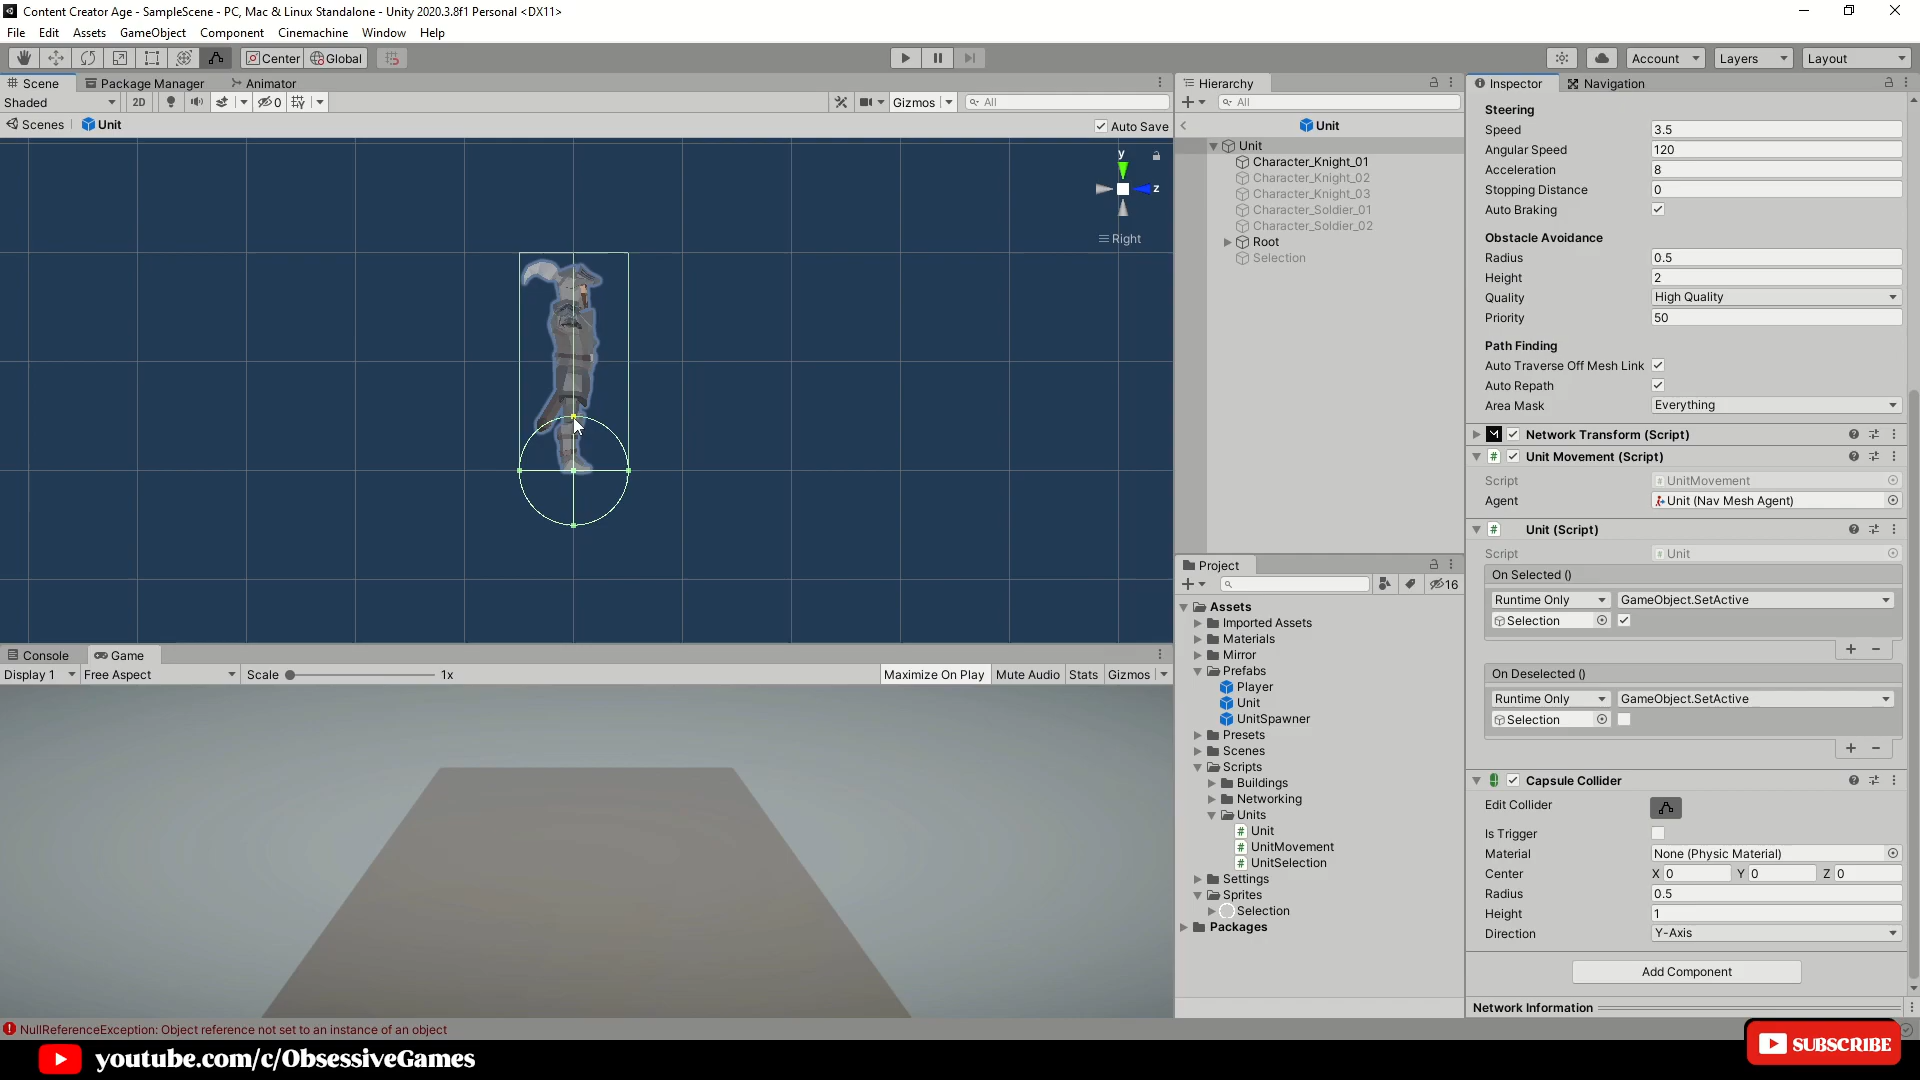 Content Creator Age - SampleScene - PC, Mac & Linux Standalone - Unity 2020.3.8f1 Personal <DX11>
File Edit Assets GameObject Component Cinemachine Window Help
Center Global Account Layers Layout
Scene Package Manager Animator
Shaded 2D 0 Gizmos All
Scenes Unit Auto Save
y
z
Right
Hierarchy
All
Unit
Unit
Character_Knight_01
Character_Knight_02
Character_Knight_03
Character_Soldier_01
Character_Soldier_02
Root
Selection
Inspector Navigation
Steering
Speed 3.5
Angular Speed 120
Acceleration 8
Stopping Distance 0
Auto Braking
Obstacle Avoidance
Radius 0.5
Height 2
Quality High Quality
Priority 50
Path Finding
Auto Traverse Off Mesh Link
Auto Repath
Area Mask Everything
Network Transform (Script)
Unit Movement (Script)
Script UnitMovement
Agent Unit (Nav Mesh Agent)
Unit (Script)
Script Unit
On Selected ()
Runtime Only GameObject.SetActive
Selection
On Deselected ()
Runtime Only GameObject.SetActive
Selection
Capsule Collider
Edit Collider
Is Trigger
Material None (Physic Material)
Center X 0 Y 0 Z 0
Radius 0.5
Height 1
Direction Y-Axis
Add Component
Network Information
Project
16
Assets
Imported Assets
Materials
Mirror
Prefabs
Player
Unit
UnitSpawner
Presets
Scenes
Scripts
Buildings
Networking
Units
Unit
UnitMovement
UnitSelection
Settings
Sprites
Selection
Packages
Console Game
Display 1 Free Aspect Scale 1x Maximize On Play Mute Audio Stats Gizmos
NullReferenceException: Object reference not set to an instance of an object
youtube.com/c/ObsessiveGames
SUBSCRIBE